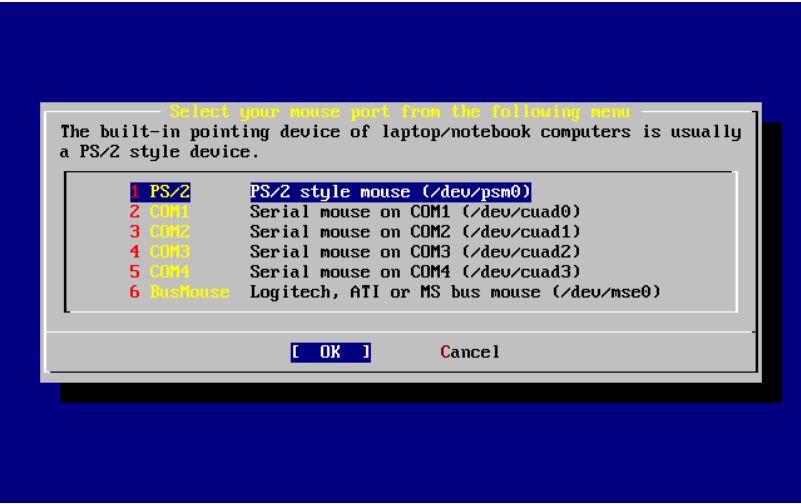 Select your mouse port from the following menu
The built-in pointing device of laptop/notebook computers is usually
a PS/2 style device.
1 PS/2 PS/2 style mouse (/dev/psm0)
2 COM1 Serial mouse on COM1 (/dev/cuad0)
3 COM2 Serial mouse on COM2 (/dev/cuad1)
4 COM3 Serial mouse on COM3 (/dev/cuad2)
5 COM4 Serial mouse on COM4 (/dev/cuad3)
6 BusMouse Logitech, ATI or MS bus mouse (/dev/mse0)
[ OK ] Cancel